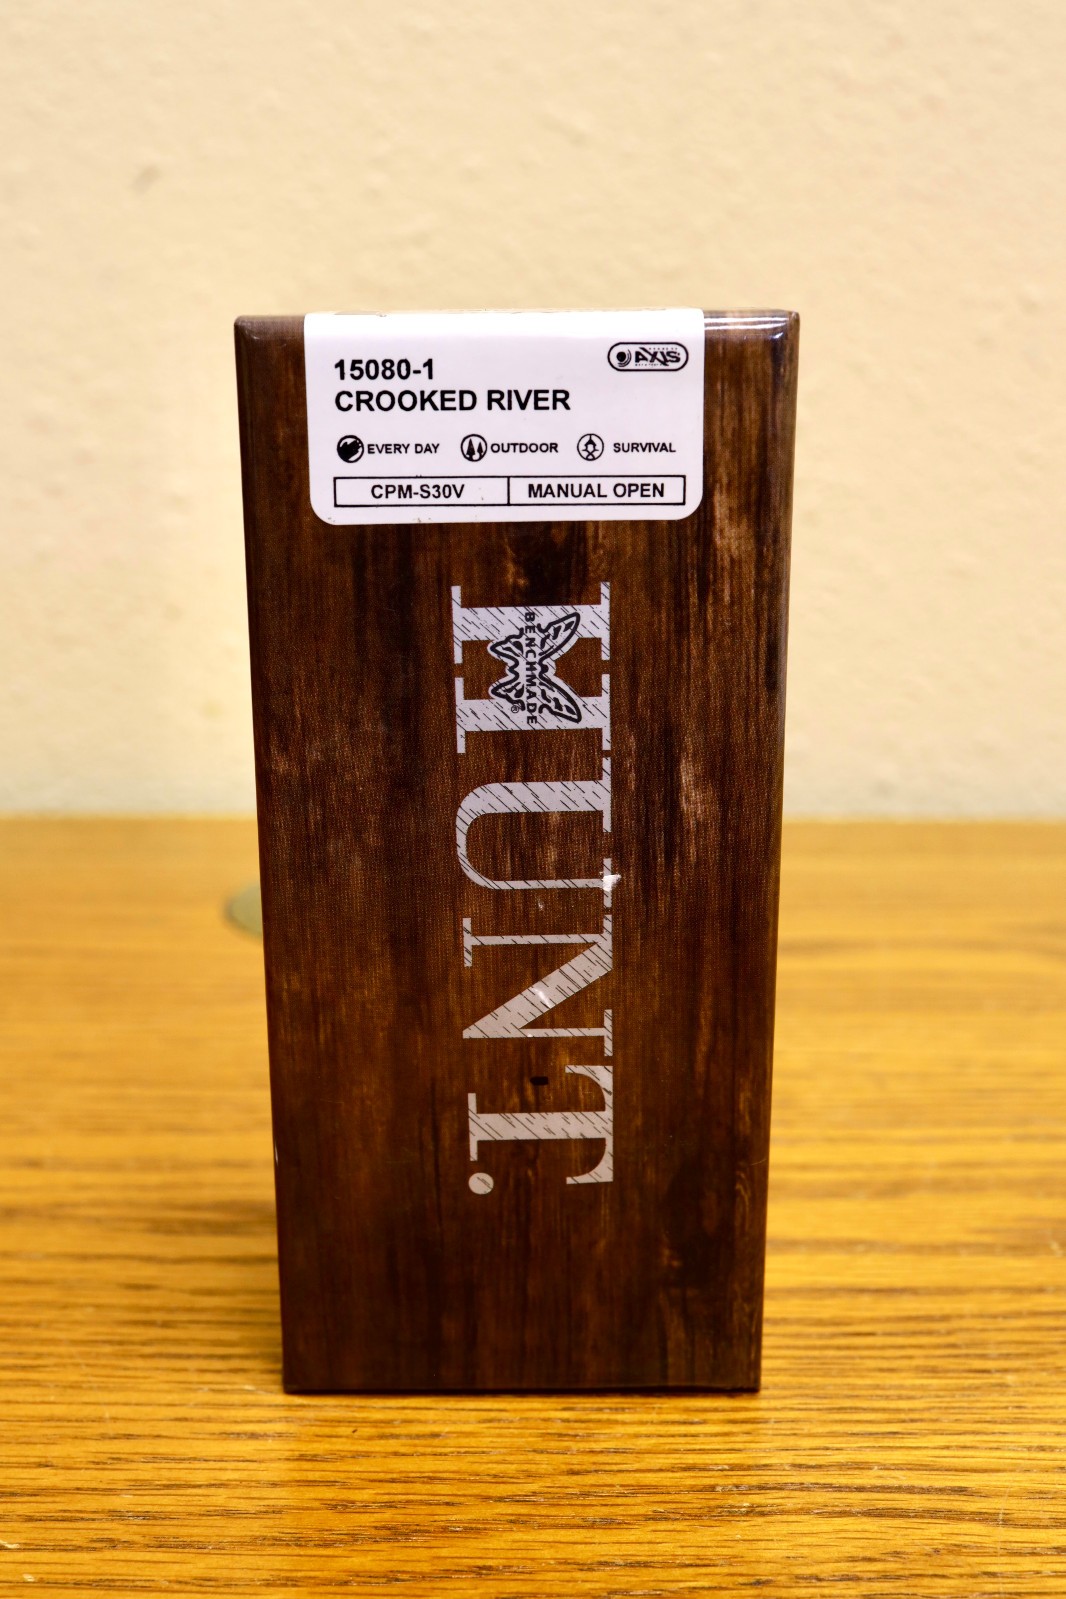 15080-1
AXIS
CROOKED RIVER
EVERY DAY
OUTDOOR
SURVIVAL
CPM-S30V
MANUAL OPEN
HUNT.
BENCHMADE
®